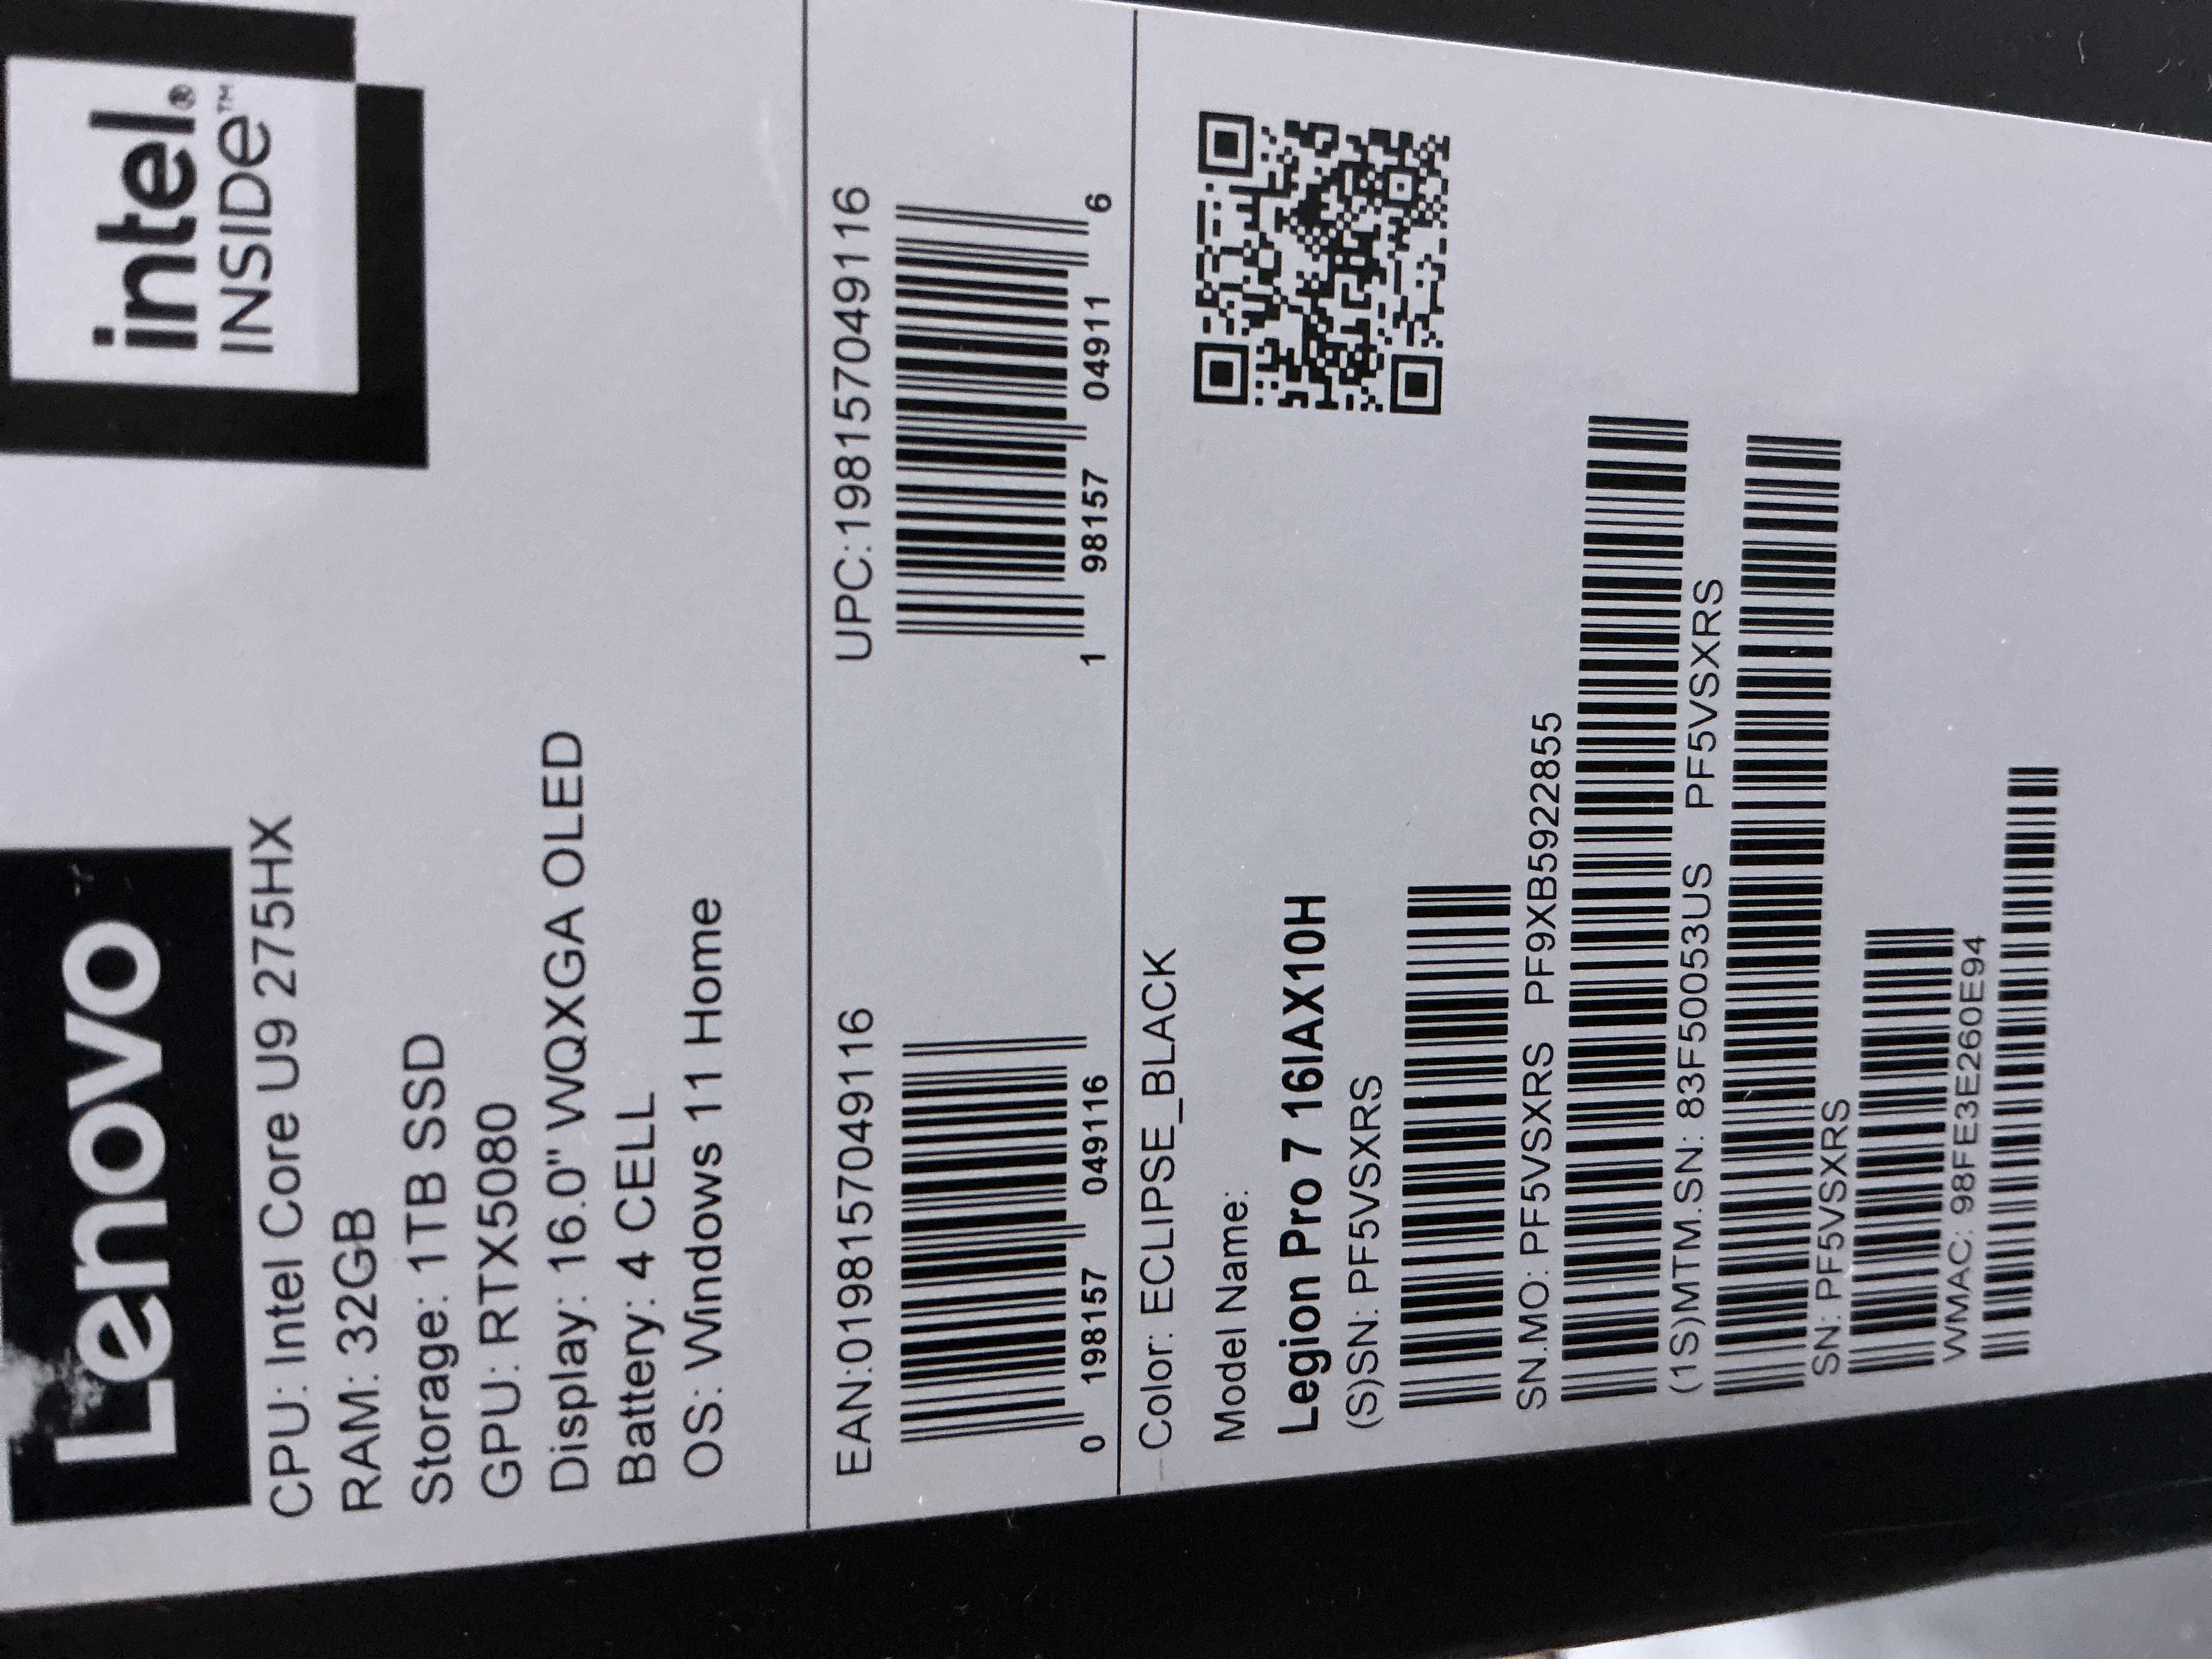 Lenovo
intel®
INSIDE™
CPU: Intel Core U9 275HX
RAM: 32GB
Storage: 1TB SSD
GPU: RTX5080
Display: 16.0" WQXGA OLED
Battery: 4 CELL
OS: Windows 11 Home
EAN:0198157049116
0 198157 049116
UPC:198157049116
1 98157 04911 6
Color: ECLIPSE_BLACK
Model Name:
Legion Pro 7 16IAX10H
(S)SN: PF5VSXRS
SN.MO: PF5VSXRS PF9XB5922855
(1S)MTM.SN: 83F50053US PF5VSXRS
SN: PF5VSXRS
WMAC: 98FE3E260E94